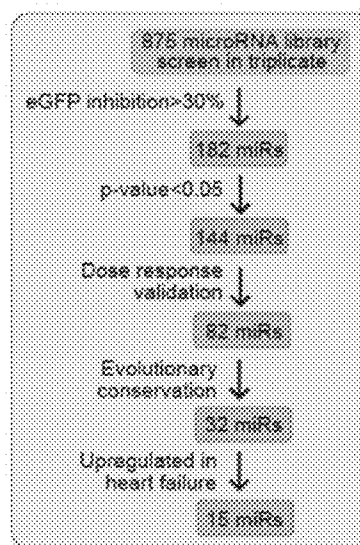 875 microRNA library
screen in triplicate
eGFP inhibition>30%
182 miRs
p-value<0.05
144 miRs
Dose response
validation
82 miRs
Evolutionary
conservation
32 miRs
Upregulated in
heart failure
15 miRs